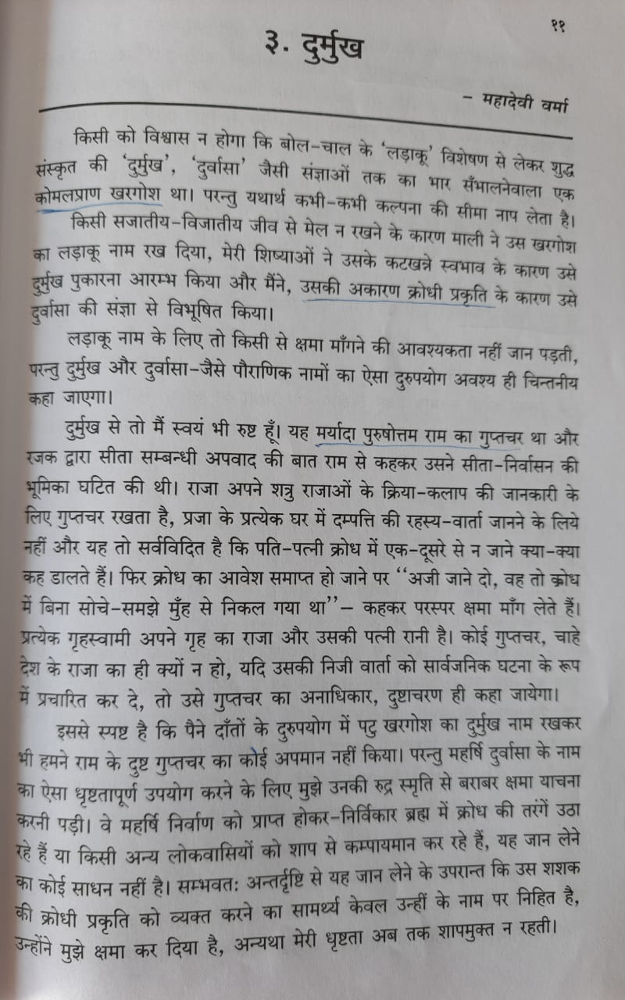 ११
३. दुर्मुख
- महादेवी वर्मा
किसी को विश्वास न होगा कि बोल-चाल के 'लड़ाकू' विशेषण से लेकर शुद्ध
संस्कृत की 'दुर्मुख', 'दुर्वासा' जैसी संज्ञाओं तक का भार सँभालनेवाला एक
कोमलप्राण खरगोश था। परन्तु यथार्थ कभी-कभी कल्पना की सीमा नाप लेता है।
किसी सजातीय-विजातीय जीव से मेल न रखने के कारण माली ने उस खरगोश
का लड़ाकू नाम रख दिया, मेरी शिष्याओं ने उसके कटखन्ने स्वभाव के कारण उसे
दुर्मुख पुकारना आरम्भ किया और मैंने, उसकी अकारण क्रोधी प्रकृति के कारण उसे
दुर्वासा की संज्ञा से विभूषित किया।
लड़ाकू नाम के लिए तो किसी से क्षमा माँगने की आवश्यकता नहीं जान पड़ती,
परन्तु दुर्मुख और दुर्वासा-जैसे पौराणिक नामों का ऐसा दुरुपयोग अवश्य ही चिन्तनीय
कहा जाएगा।
दुर्मुख से तो मैं स्वयं भी रुष्ट हूँ। यह मर्यादा पुरुषोत्तम राम का गुप्तचर था और
रजक द्वारा सीता सम्बन्धी अपवाद की बात राम से कहकर उसने सीता-निर्वासन की
भूमिका घटित की थी। राजा अपने शत्रु राजाओं के क्रिया-कलाप की जानकारी के
लिए गुप्तचर रखता है, प्रजा के प्रत्येक घर में दम्पत्ति की रहस्य-वार्ता जानने के लिये
नहीं और यह तो सर्वविदित है कि पति-पत्नी क्रोध में एक-दूसरे से न जाने क्या-क्या
कह डालते हैं। फिर क्रोध का आवेश समाप्त हो जाने पर "अजी जाने दो, वह तो क्रोध
में बिना सोचे-समझे मुँह से निकल गया था"- कहकर परस्पर क्षमा माँग लेते हैं।
प्रत्येक गृहस्वामी अपने गृह का राजा और उसकी पत्नी रानी है। कोई गुप्तचर, चाहे
देश के राजा का ही क्यों न हो, यदि उसकी निजी वार्ता को सार्वजनिक घटना के रूप
में प्रचारित कर दे, तो उसे गुप्तचर का अनाधिकार, दुष्टाचरण ही कहा जायेगा।
इससे स्पष्ट है कि पैने दाँतों के दुरुपयोग में पटु खरगोश का दुर्मुख नाम रखकर
भी हमने राम के दुष्ट गुप्तचर का कोई अपमान नहीं किया। परन्तु महर्षि दुर्वासा के नाम
का ऐसा धृष्टतापूर्ण उपयोग करने के लिए मुझे उनकी रुद्र स्मृति से बराबर क्षमा याचना
करनी पड़ी। वे महर्षि निर्वाण को प्राप्त होकर-निर्विकार ब्रह्म में क्रोध की तरंगें उठा
रहे हैं या किसी अन्य लोकवासियों को शाप से कम्पायमान कर रहे हैं, यह जान लेने
का कोई साधन नहीं है। सम्भवतः अन्तर्दृष्टि से यह जान लेने के उपरान्त कि उस शशक
की क्रोधी प्रकृति को व्यक्त करने का सामर्थ्य केवल उन्हीं के नाम पर निहित है,
उन्होंने मुझे क्षमा कर दिया है, अन्यथा मेरी धृष्टता अब तक शापमुक्त न रहती।